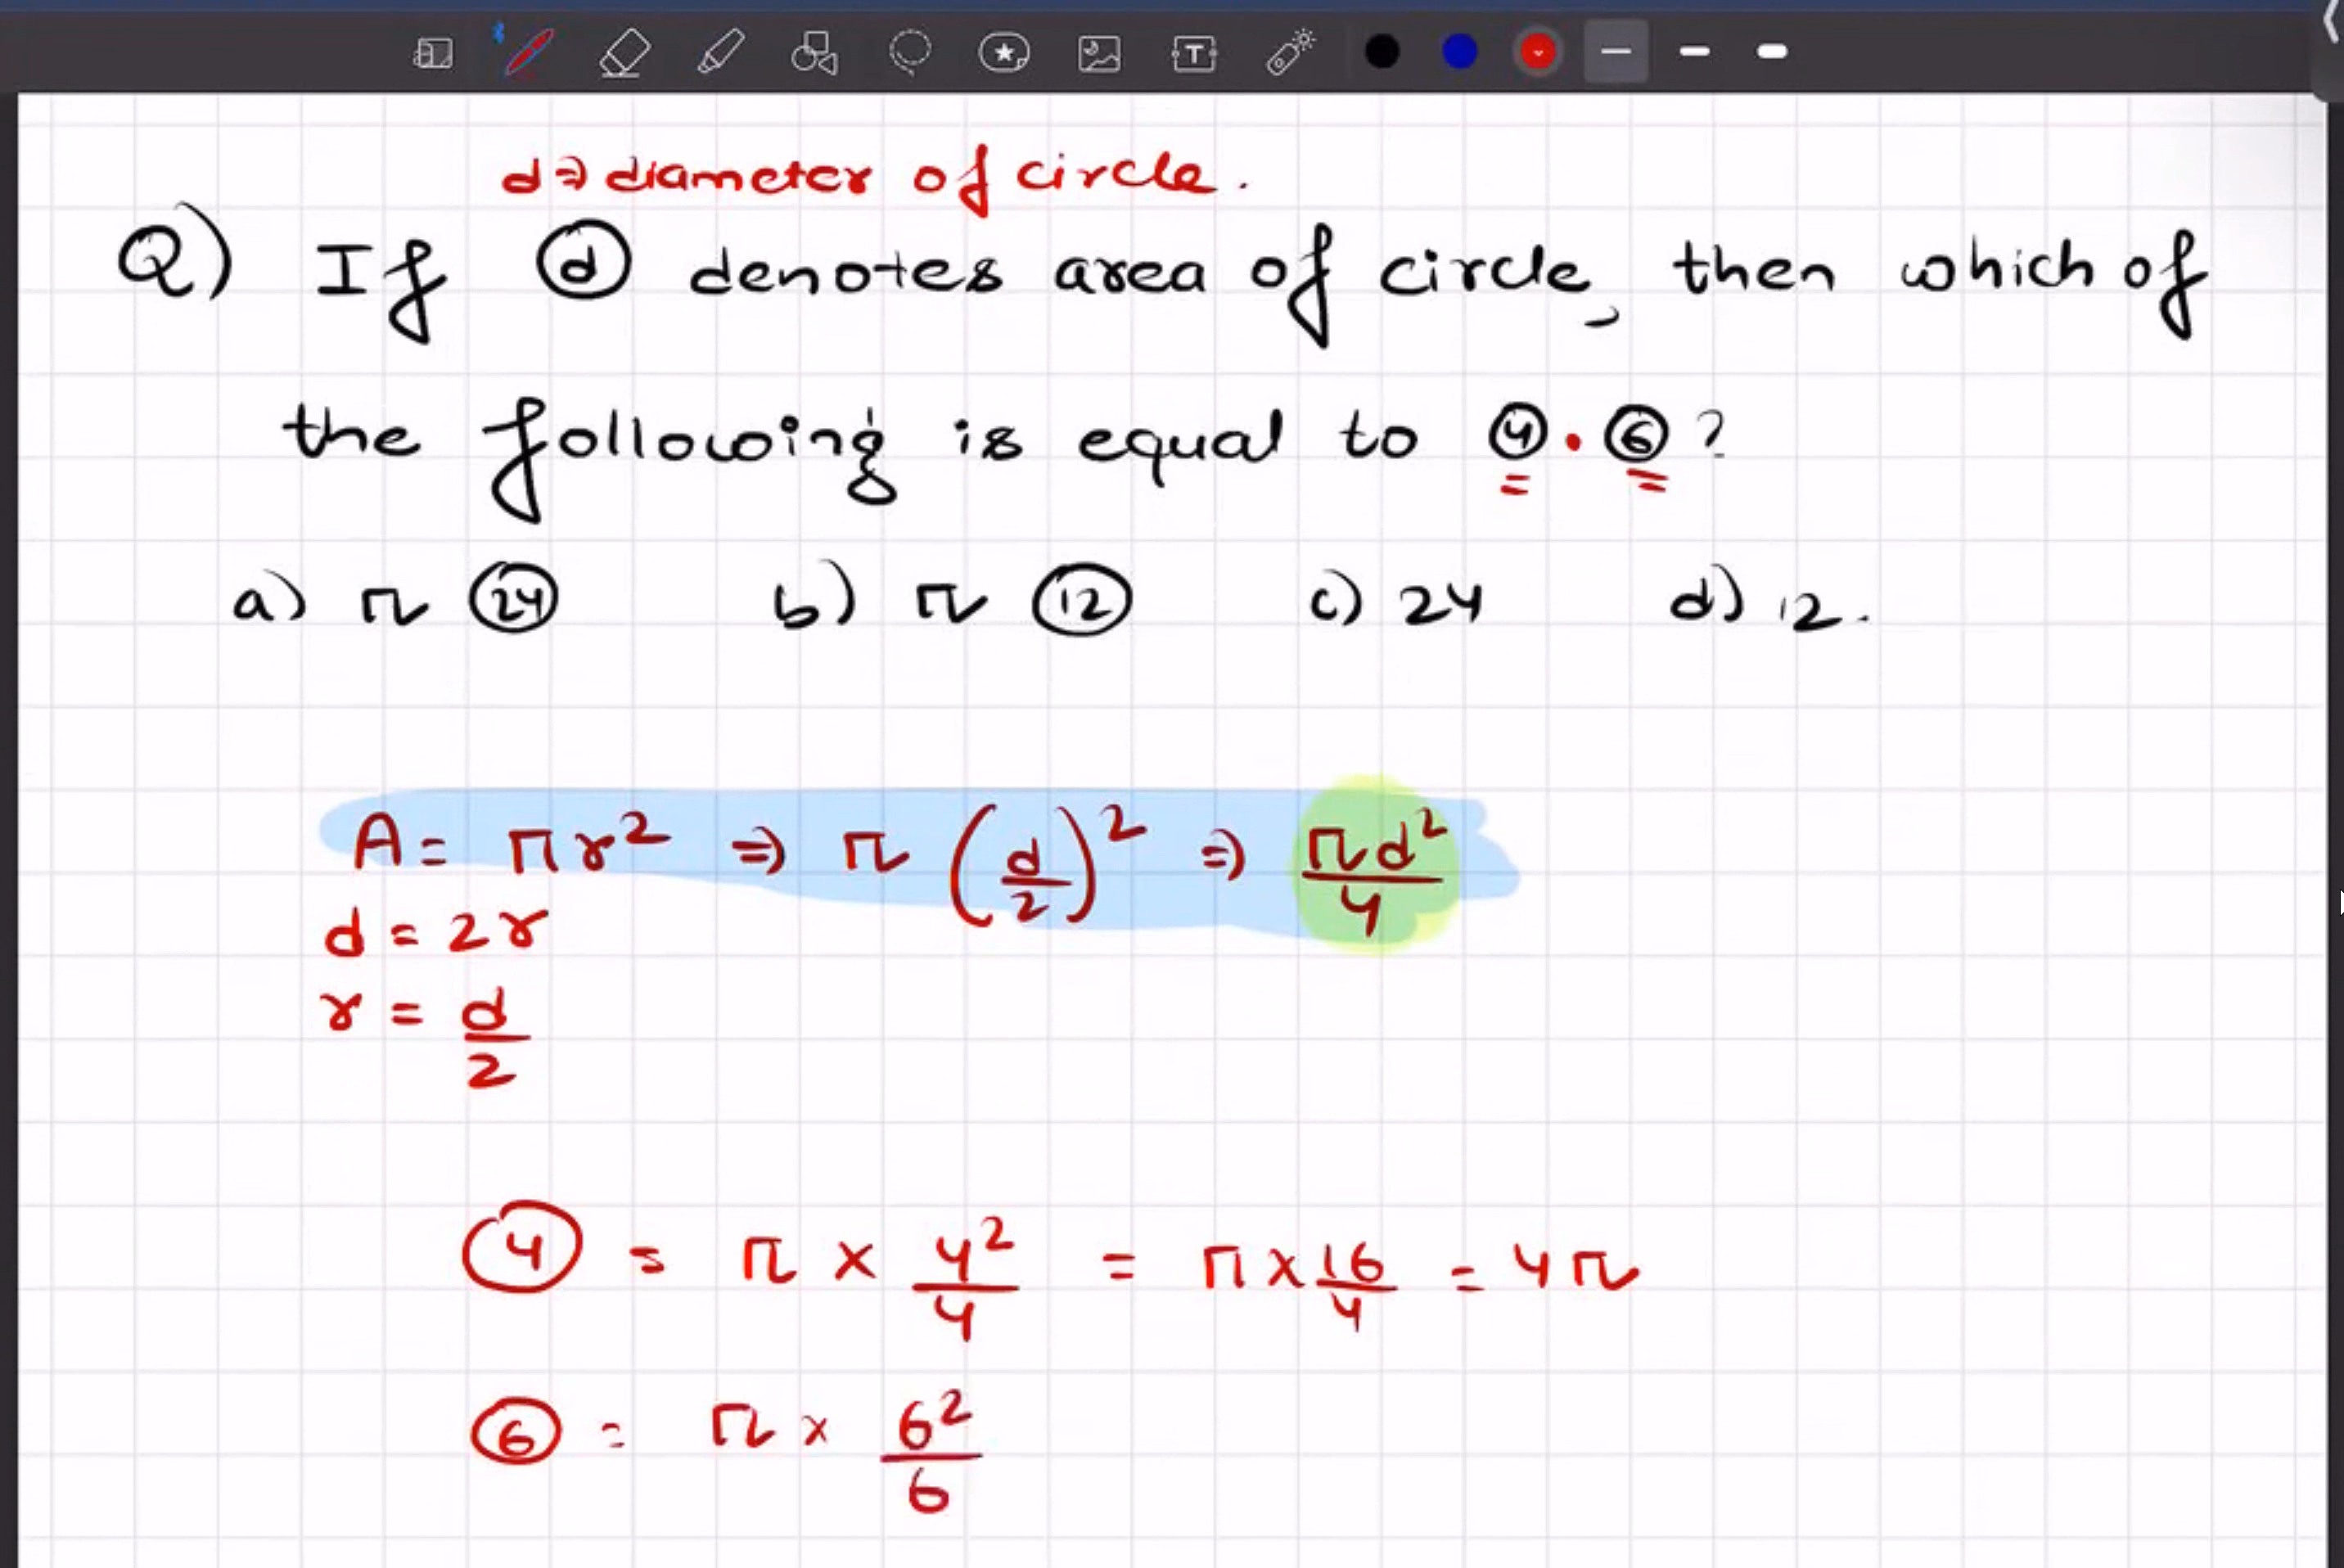 d ⇒ diameter of circle.
Q) If ⓓ denotes area of circle, then which of
the following is equal to ④ · ⑥ ?
a) π ㉔ b) π ⑫ c) 24 d) 12.
A = πr² ⇒ π (d/2)² ⇒ πd²/4
d = 2r
r = d/2
④ = π × 4²/4 = π × 16/4 = 4π
⑥ = π × 6²/6